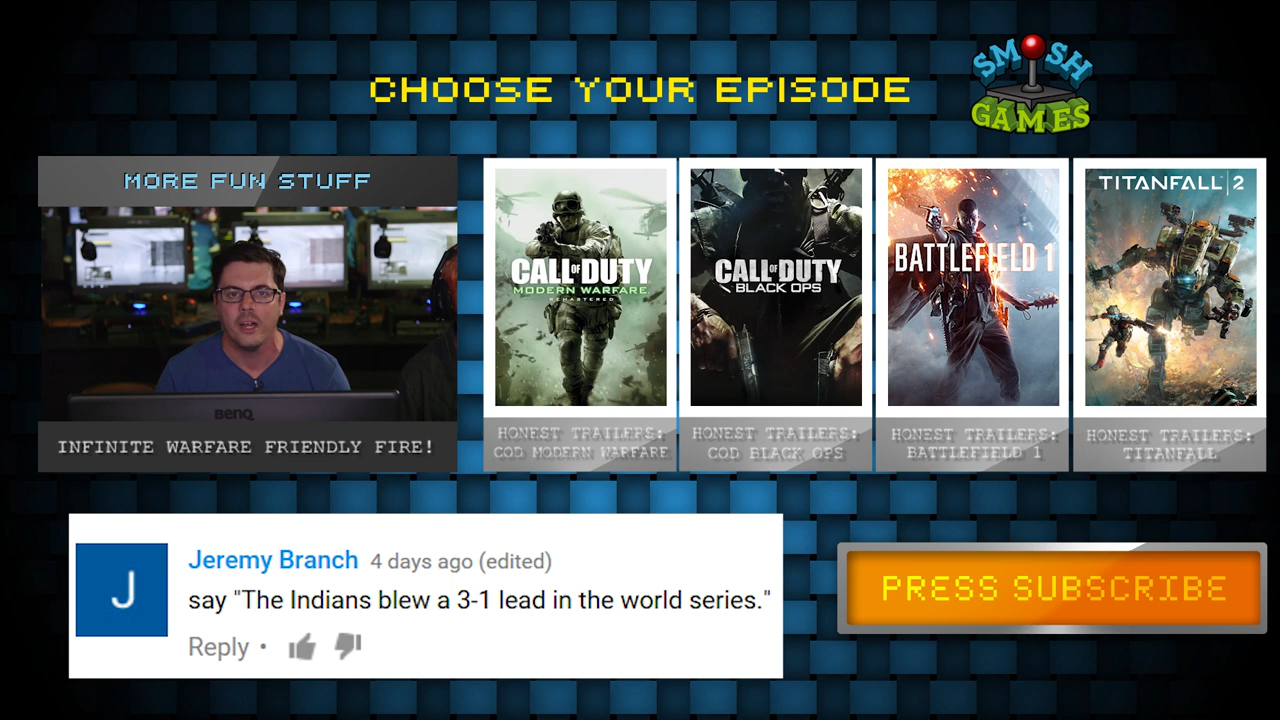 CHOOSE YOUR EPISODE
SMOSH
GAMES
MORE FUN STUFF
BENQ
INFINITE WARFARE FRIENDLY FIRE!
CALL OF DUTY
MODERN WARFARE
REMASTERED
HONEST TRAILERS:
COD MODERN WARFARE
CALL OF DUTY
BLACK OPS
HONEST TRAILERS:
COD BLACK OPS
BATTLEFIELD 1
HONEST TRAILERS:
BATTLEFIELD 1
TITANFALL 2
HONEST TRAILERS:
TITANFALL
J
Jeremy Branch 4 days ago (edited)
say "The Indians blew a 3-1 lead in the world series."
Reply •
PRESS SUBSCRIBE